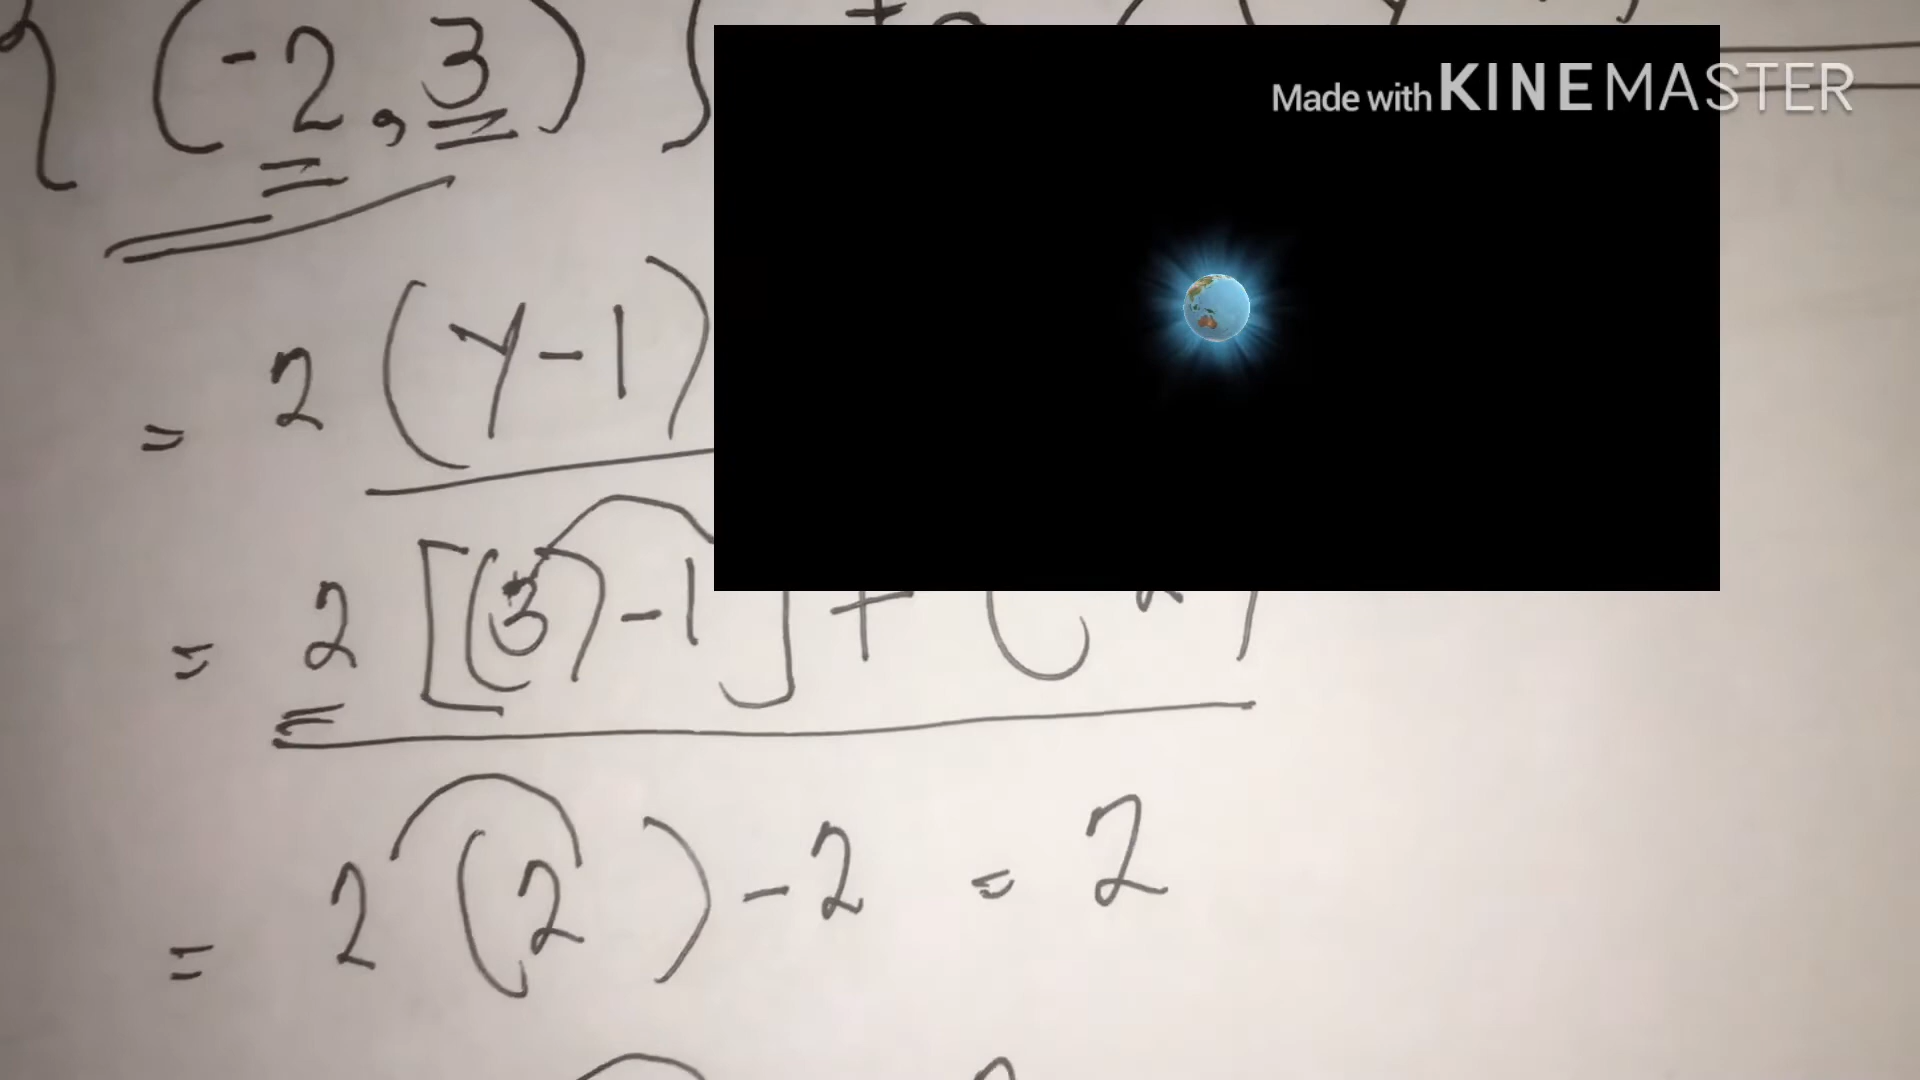 { (-2, 3) }
Made with KINEMASTER
= 2 (y-1)
= 2 [(3)-1] + (
= 2 (2) - 2 = 2